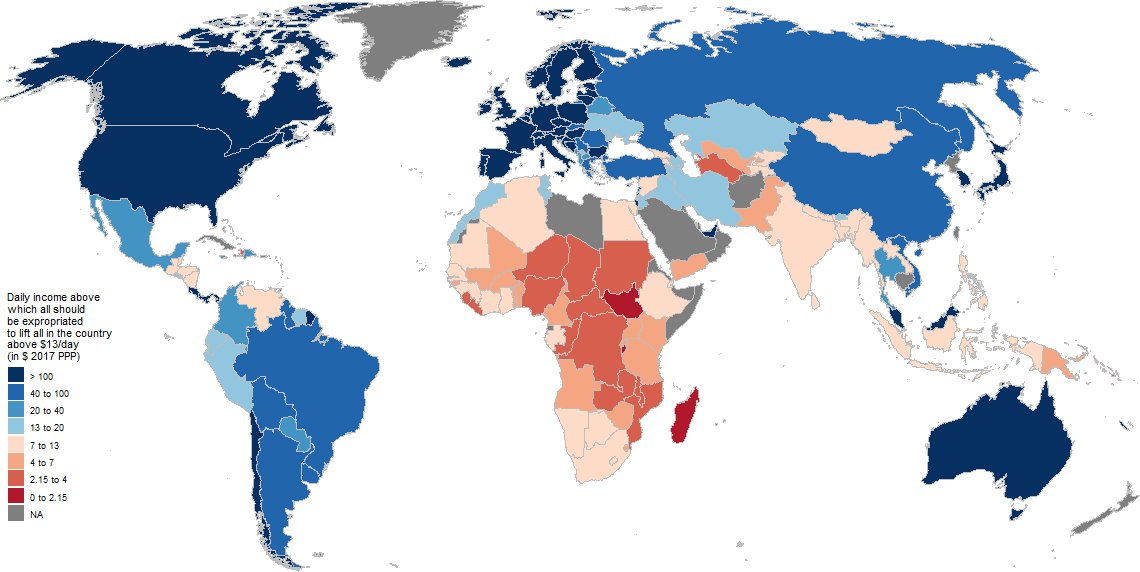 Daily income above
which all should
be expropriated
to lift all in the country
above $13/day
(in $ 2017 PPP)
> 100
40 to 100
20 to 40
13 to 20
7 to 13
4 to 7
2.15 to 4
0 to 2.15
NA